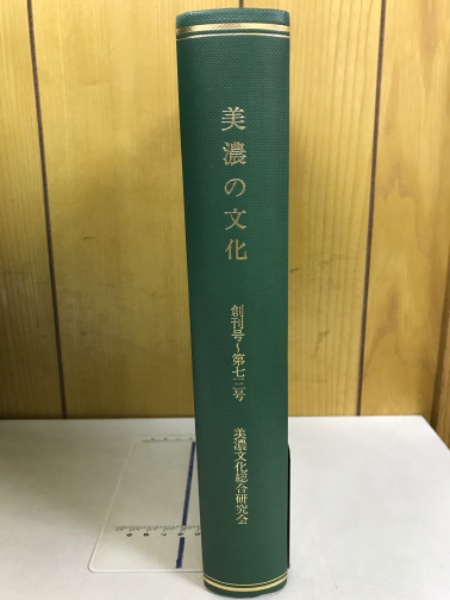 美濃の文化
創刊号～第七三号
美濃文化総合研究会